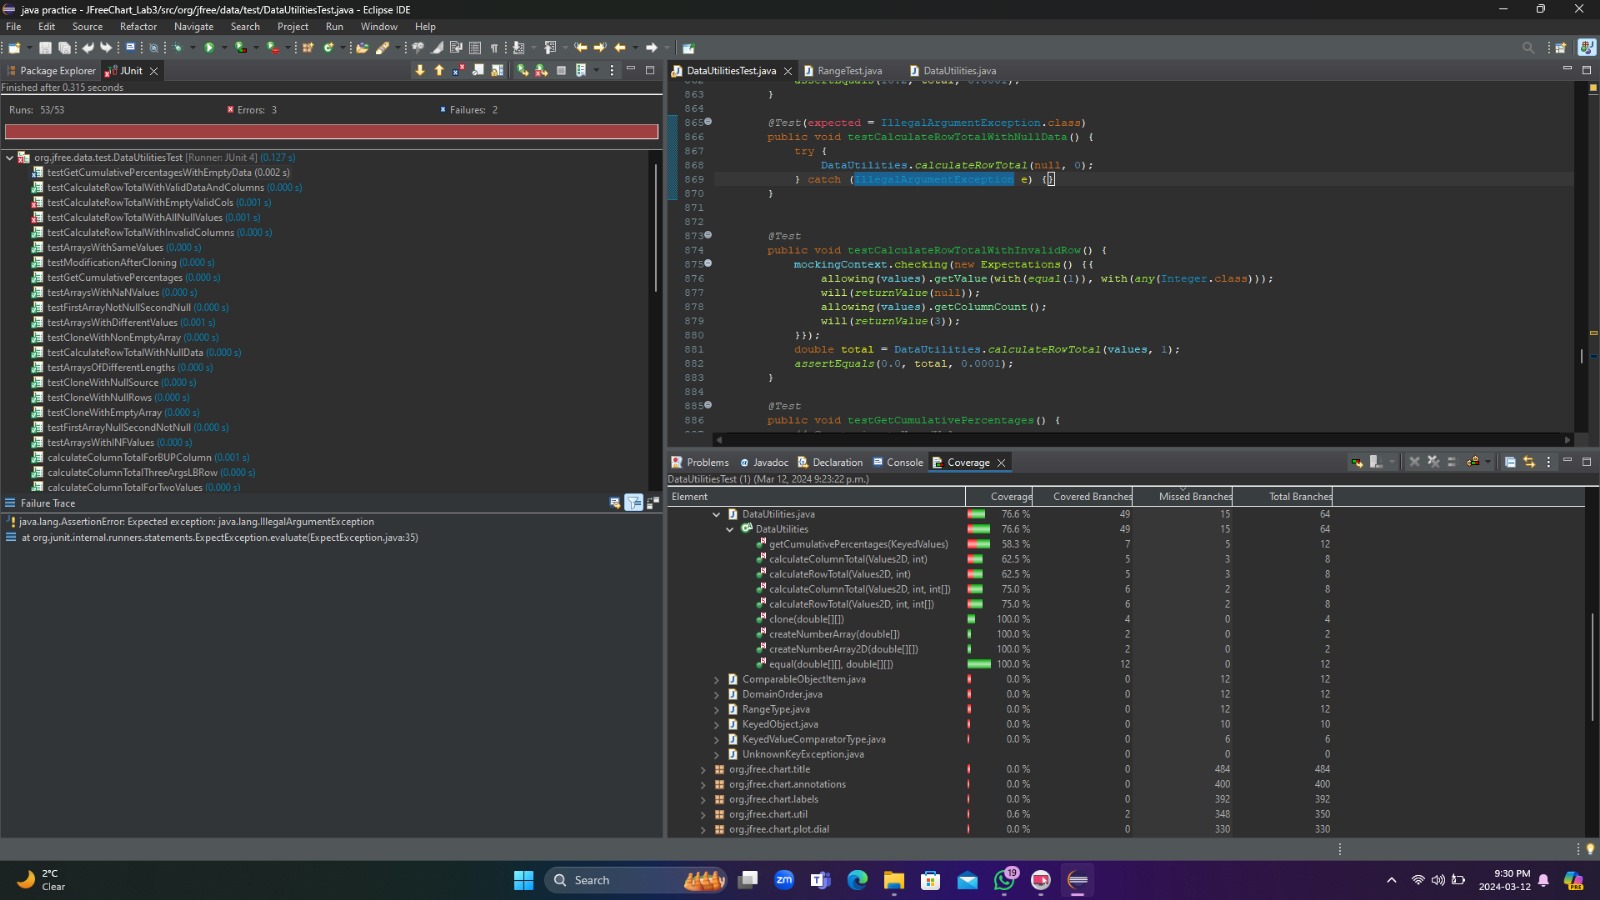 java practice - JFreeChart_Lab3/src/org/jfree/data/test/DataUtilitiesTest.java - Eclipse IDE
File Edit Source Refactor Navigate Search Project Run Window Help
Package Explorer JUnit
Finished after 0.315 seconds
Runs: 53/53 Errors: 3 Failures: 2
org.jfree.data.test.DataUtilitiesTest [Runner: JUnit 4] (0.127 s)
testGetCumulativePercentagesWithEmptyData (0.002 s)
testCalculateRowTotalWithValidDataAndColumns (0.000 s)
testCalculateRowTotalWithEmptyValidCols (0.001 s)
testCalculateRowTotalWithAllNullValues (0.001 s)
testCalculateRowTotalWithInvalidColumns (0.000 s)
testArraysWithSameValues (0.000 s)
testModificationAfterCloning (0.000 s)
testGetCumulativePercentages (0.000 s)
testArraysWithNaNValues (0.000 s)
testFirstArrayNotNullSecondNull (0.000 s)
testArraysWithDifferentValues (0.001 s)
testCloneWithNonEmptyArray (0.000 s)
testCalculateRowTotalWithNullData (0.000 s)
testArraysOfDifferentLengths (0.000 s)
testCloneWithNullSource (0.000 s)
testCloneWithNullRows (0.000 s)
testCloneWithEmptyArray (0.000 s)
testFirstArrayNullSecondNotNull (0.000 s)
testArraysWithINFValues (0.000 s)
calculateColumnTotalForBUPColumn (0.001 s)
calculateColumnTotalThreeArgsLBRow (0.000 s)
calculateColumnTotalForTwoValues (0.000 s)
Failure Trace
java.lang.AssertionError: Expected exception: java.lang.IllegalArgumentException
at org.junit.internal.runners.statements.ExpectException.evaluate(ExpectException.java:35)
DataUtilitiesTest.java RangeTest.java DataUtilities.java
863 }
864
865 @Test(expected = IllegalArgumentException.class)
866 public void testCalculateRowTotalWithNullData() {
867 try {
868 DataUtilities.calculateRowTotal(null, 0);
869 } catch (IllegalArgumentException e) {}
870 }
871
872
873 @Test
874 public void testCalculateRowTotalWithInvalidRow() {
875 mockingContext.checking(new Expectations() {{
876 allowing(values).getValue(with(equal(1)), with(any(Integer.class)));
877 will(returnValue(null));
878 allowing(values).getColumnCount();
879 will(returnValue(3));
880 }});
881 double total = DataUtilities.calculateRowTotal(values, 1);
882 assertEquals(0.0, total, 0.0001);
883 }
884
885 @Test
886 public void testGetCumulativePercentages() {
Problems Javadoc Declaration Console Coverage
DataUtilitiesTest (1) (Mar 12, 2024 9:23:22 p.m.)
Element Coverage Covered Branches Missed Branches Total Branches
DataUtilities.java 76.6 % 49 15 64
DataUtilities 76.6 % 49 15 64
getCumulativePercentages(KeyedValues) 58.3 % 7 5 12
calculateColumnTotal(Values2D, int) 62.5 % 5 3 8
calculateRowTotal(Values2D, int) 62.5 % 5 3 8
calculateColumnTotal(Values2D, int, int[]) 75.0 % 6 2 8
calculateRowTotal(Values2D, int, int[]) 75.0 % 6 2 8
clone(double[][]) 100.0 % 4 0 4
createNumberArray(double[]) 100.0 % 2 0 2
createNumberArray2D(double[][]) 100.0 % 2 0 2
equal(double[][], double[][]) 100.0 % 12 0 12
ComparableObjectItem.java 0.0 % 0 12 12
DomainOrder.java 0.0 % 0 12 12
RangeType.java 0.0 % 0 12 12
KeyedObject.java 0.0 % 0 10 10
KeyedValueComparatorType.java 0.0 % 0 6 6
UnknownKeyException.java 0 0 0
org.jfree.chart.title 0.0 % 0 484 484
org.jfree.chart.annotations 0.0 % 0 400 400
org.jfree.chart.labels 0.0 % 0 392 392
org.jfree.chart.util 0.6 % 2 348 350
org.jfree.chart.plot.dial 0.0 % 0 330 330
2°C
Clear
Search
zm
19
9:30 PM
2024-03-12
PRE